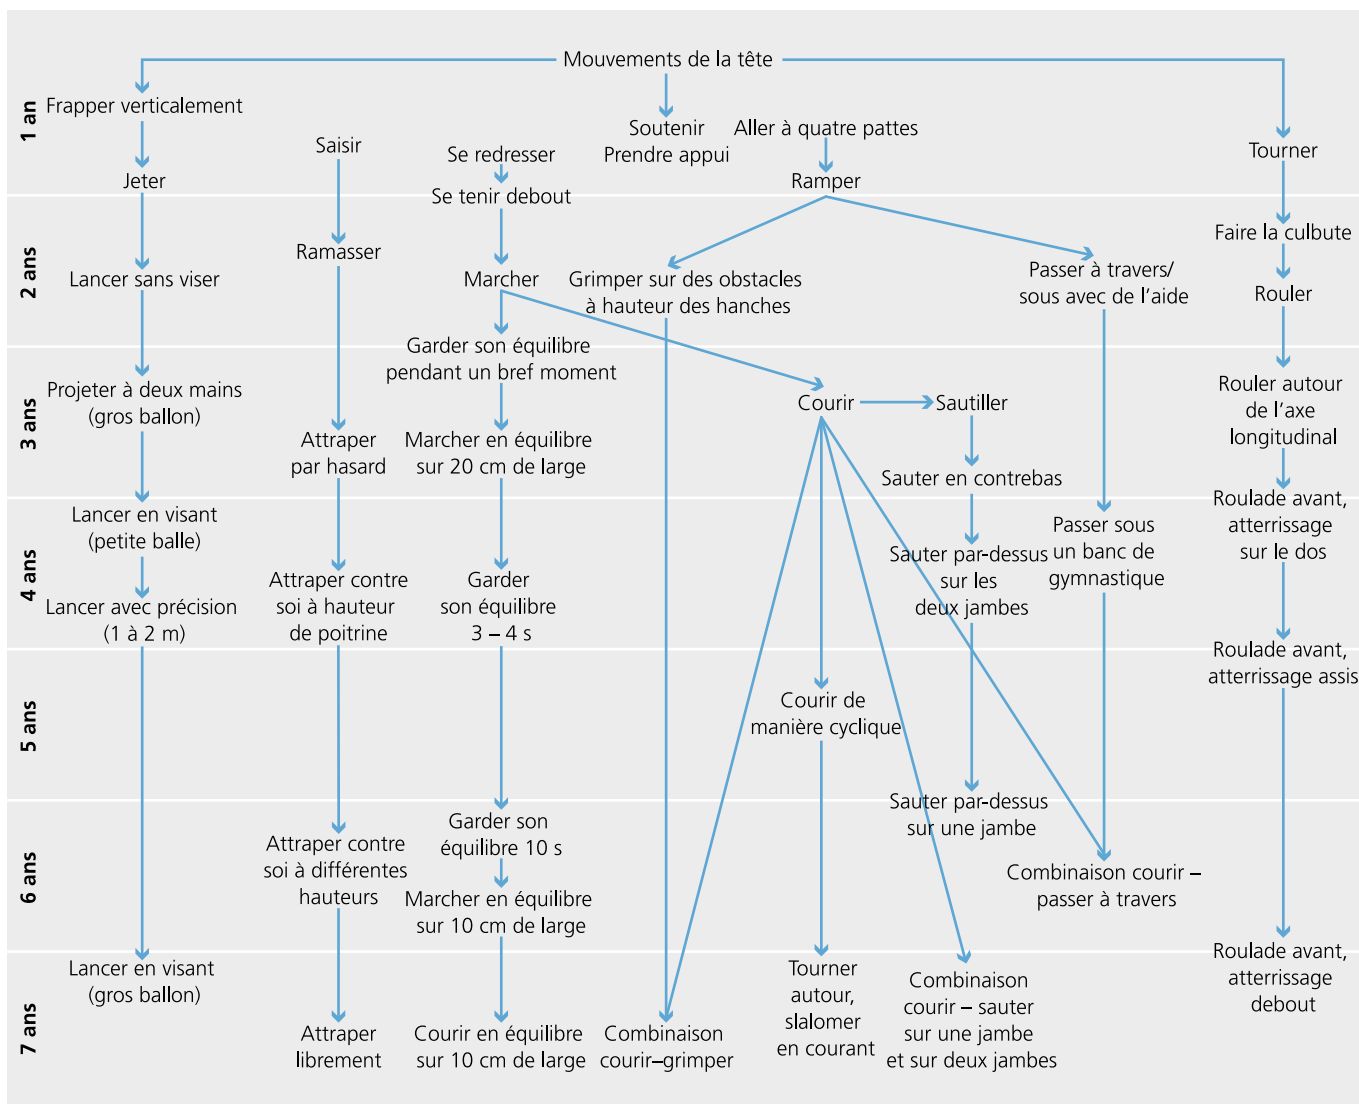 Mouvements de la tête
1 an
Frapper verticalement
Jeter
Saisir
Se redresser
Se tenir debout
Soutenir
Prendre appui
Aller à quatre pattes
Ramper
Tourner
2 ans
Lancer sans viser
Ramasser
Marcher
Garder son équilibre
pendant un bref moment
Grimper sur des obstacles
à hauteur des hanches
Passer à travers/
sous avec de l’aide
Faire la culbute
Rouler
3 ans
Projeter à deux mains
(gros ballon)
Attraper
par hasard
Marcher en équilibre
sur 20 cm de large
Courir
Sautiller
Sauter en contrebas
Rouler autour
de l’axe
longitudinal
4 ans
Lancer en visant
(petite balle)
Lancer avec précision
(1 à 2 m)
Attraper contre
soi à hauteur
de poitrine
Garder
son équilibre
3 – 4 s
Sauter par-dessus
sur les
deux jambes
Passer sous
un banc de
gymnastique
Roulade avant,
atterrissage
sur le dos
5 ans
Courir de
manière cyclique
Sauter par-dessus
sur une jambe
Roulade avant,
atterrissage assis
6 ans
Attraper contre
soi à différentes
hauteurs
Garder son
équilibre 10 s
Marcher en équilibre
sur 10 cm de large
Combinaison courir –
passer à travers
7 ans
Lancer en visant
(gros ballon)
Attraper
librement
Courir en équilibre
sur 10 cm de large
Combinaison
courir–grimper
Tourner
autour,
slalomer
en courant
Combinaison
courir – sauter
sur une jambe
et sur deux jambes
Roulade avant,
atterrissage
debout